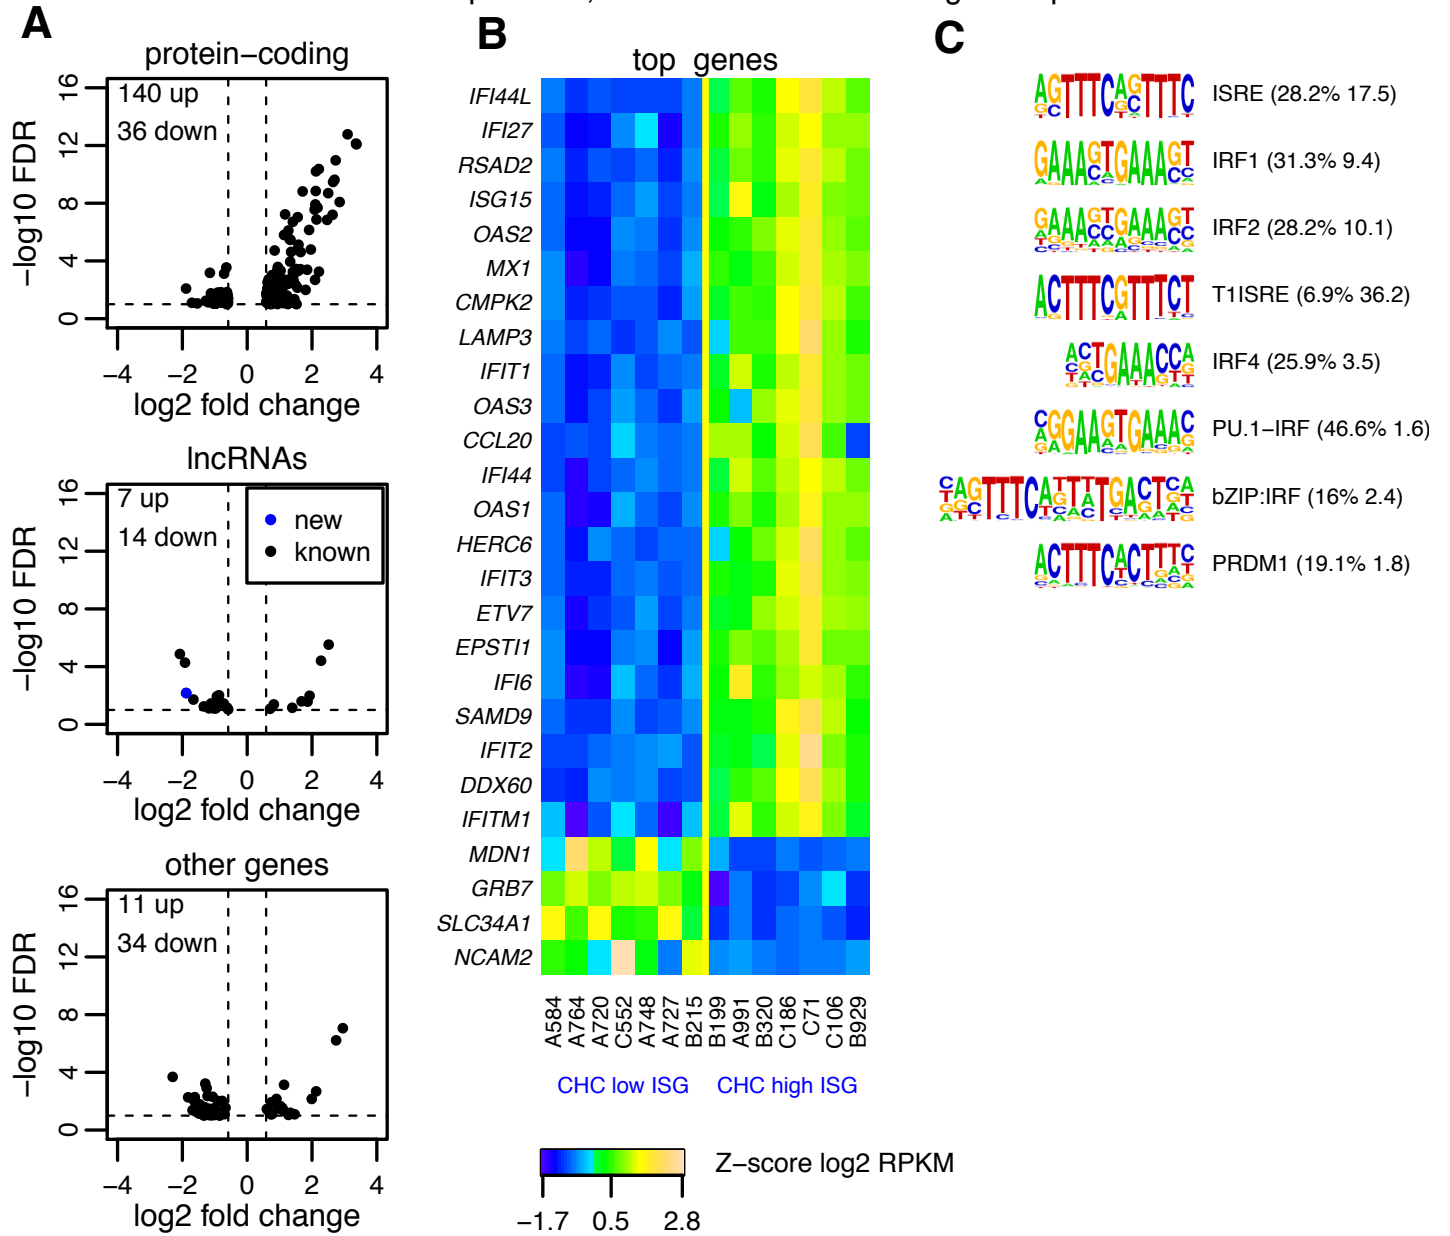 A
protein−coding
140 up
36 down
16
12
8
4
0
−log10 FDR
−4 −2 0 2 4
log2 fold change
lncRNAs
7 up
14 down
new
known
16
12
8
4
0
−log10 FDR
−4 −2 0 2 4
log2 fold change
other genes
11 up
34 down
16
12
8
4
0
−log10 FDR
−4 −2 0 2 4
log2 fold change
B
top genes
IFI44L
IFI27
RSAD2
ISG15
OAS2
MX1
CMPK2
LAMP3
IFIT1
OAS3
CCL20
IFI44
OAS1
HERC6
IFIT3
ETV7
EPSTI1
IFI6
SAMD9
IFIT2
DDX60
IFITM1
MDN1
GRB7
SLC34A1
NCAM2
A584 A764 A720 C552 A748 A727 B215 B199 A991 B320 C186 C71 C106 B929
CHC low ISG CHC high ISG
Z−score log2 RPKM
−1.7 0.5 2.8
C
ISRE (28.2% 17.5)
IRF1 (31.3% 9.4)
IRF2 (28.2% 10.1)
T1ISRE (6.9% 36.2)
IRF4 (25.9% 3.5)
PU.1−IRF (46.6% 1.6)
bZIP:IRF (16% 2.4)
PRDM1 (19.1% 1.8)